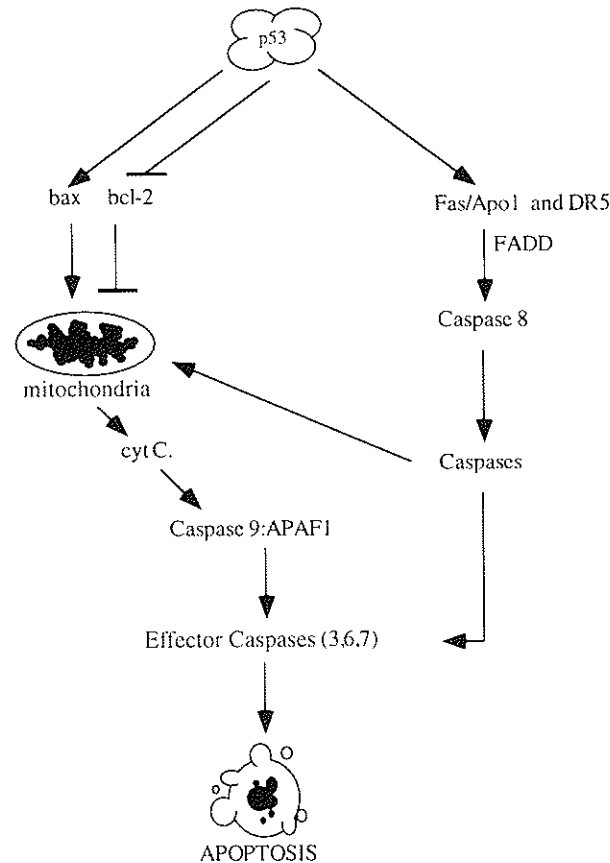 p53
bax bcl-2
Fas/Apo1 and DR5
FADD
Caspase 8
mitochondria
cyt C.
Caspases
Caspase 9:APAF1
Effector Caspases (3,6,7)
APOPTOSIS